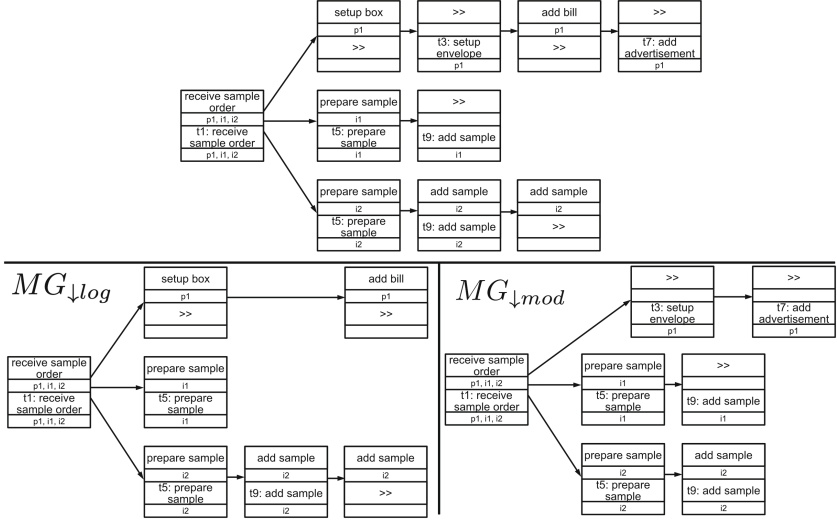 setup box
p1
>>
>>
t3: setup
envelope
p1
add bill
p1
>>
>>
t7: add
advertisement
p1
receive sample
order
p1, i1, i2
t1: receive
sample order
p1, i1, i2
prepare sample
i1
t5: prepare
sample
i1
>>
t9: add sample
i1
prepare sample
i2
t5: prepare
sample
i2
add sample
i2
t9: add sample
i2
add sample
i2
>>
MG↓log
setup box
p1
>>
add bill
p1
>>
receive sample
order
p1, i1, i2
t1: receive
sample order
p1, i1, i2
prepare sample
i1
t5: prepare
sample
i1
prepare sample
i2
t5: prepare
sample
i2
add sample
i2
t9: add sample
i2
add sample
i2
>>
MG↓mod
>>
t3: setup
envelope
p1
>>
t7: add
advertisement
p1
receive sample
order
p1, i1, i2
t1: receive
sample order
p1, i1, i2
prepare sample
i1
t5: prepare
sample
i1
>>
t9: add sample
i1
prepare sample
i2
t5: prepare
sample
i2
add sample
i2
t9: add sample
i2